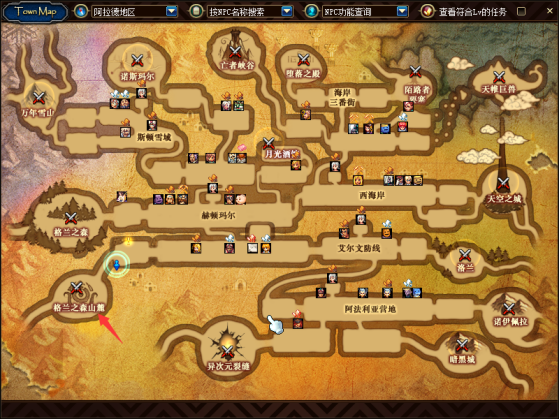 Town Map
阿拉德地区
按NPC名称搜索
NPC功能查询
查看符合Lv的任务
诺斯玛尔
亡者峡谷
堕落之殿
海岸
三番街
天帷巨兽
万年雪山
斯顿雪域
月光酒馆
西海岸
天空之城
格兰之森
赫顿玛尔
艾尔文防线
洛兰
格兰之森山麓
阿法利亚营地
诺伊佩拉
异次元裂缝
暗黑城